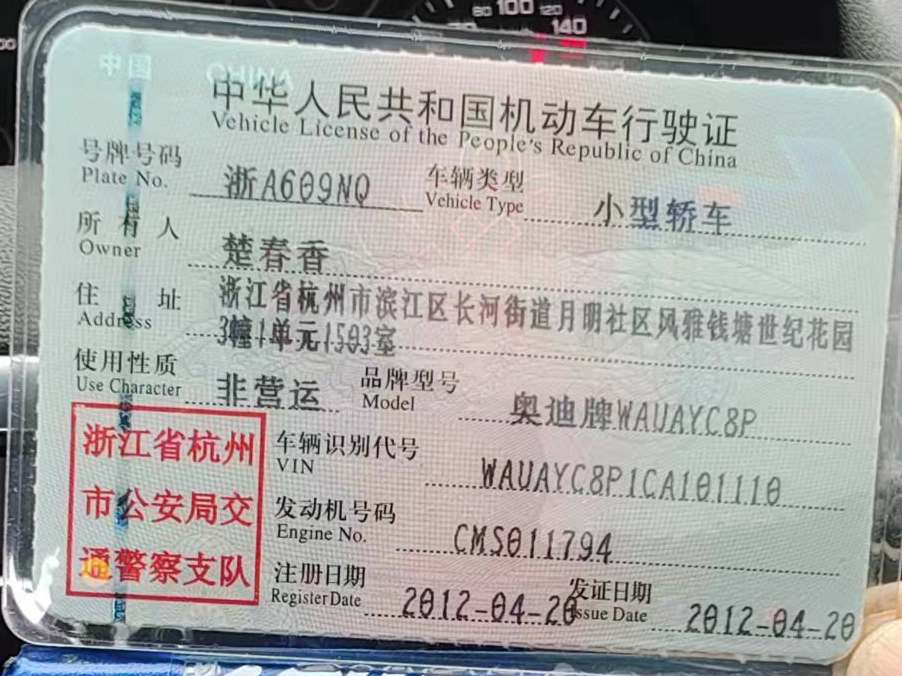 80 100 120
140
中国 CHINA
中华人民共和国机动车行驶证
Vehicle License of the People's Republic of China
号牌号码 浙A609NQ 车辆类型 小型轿车
Plate No. Vehicle Type
所有人 楚春香
Owner
住址 浙江省杭州市滨江区长河街道月明社区风雅钱塘世纪花园
Address 3幢1单元1503室
使用性质 非营运 品牌型号 奥迪牌WAUAYC8P
Use Character Model
浙江省杭州
市公安局交
通警察支队
车辆识别代号 WAUAYC8P1CA101110
VIN
发动机号码 CMS011794
Engine No.
注册日期 2012-04-20 发证日期 2012-04-20
Register Date Issue Date